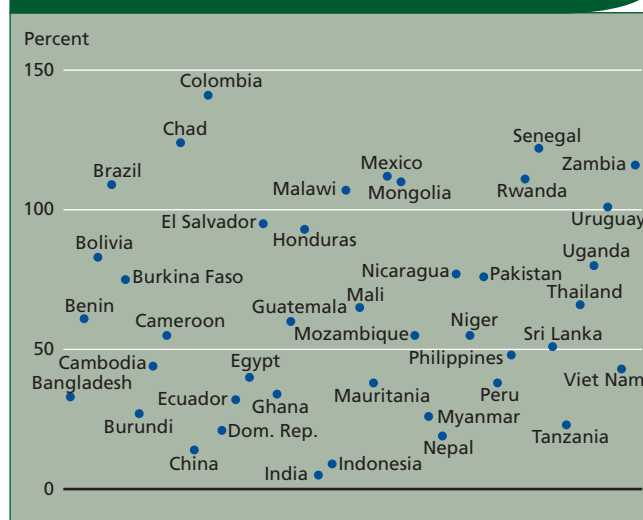 Percent
150
Colombia
Chad
Senegal
Brazil
Mexico
Zambia
Malawi
Mongolia
Rwanda
100
El Salvador
Uruguay
Honduras
Bolivia
Uganda
Burkina Faso
Nicaragua
Pakistan
Mali
Thailand
Benin
Guatemala
Cameroon
Mozambique
Niger
Sri Lanka
50
Cambodia
Egypt
Philippines
Bangladesh
Viet Nam
Ecuador
Ghana
Mauritania
Peru
Burundi
Dom. Rep.
Myanmar
Tanzania
China
Nepal
India
Indonesia
0